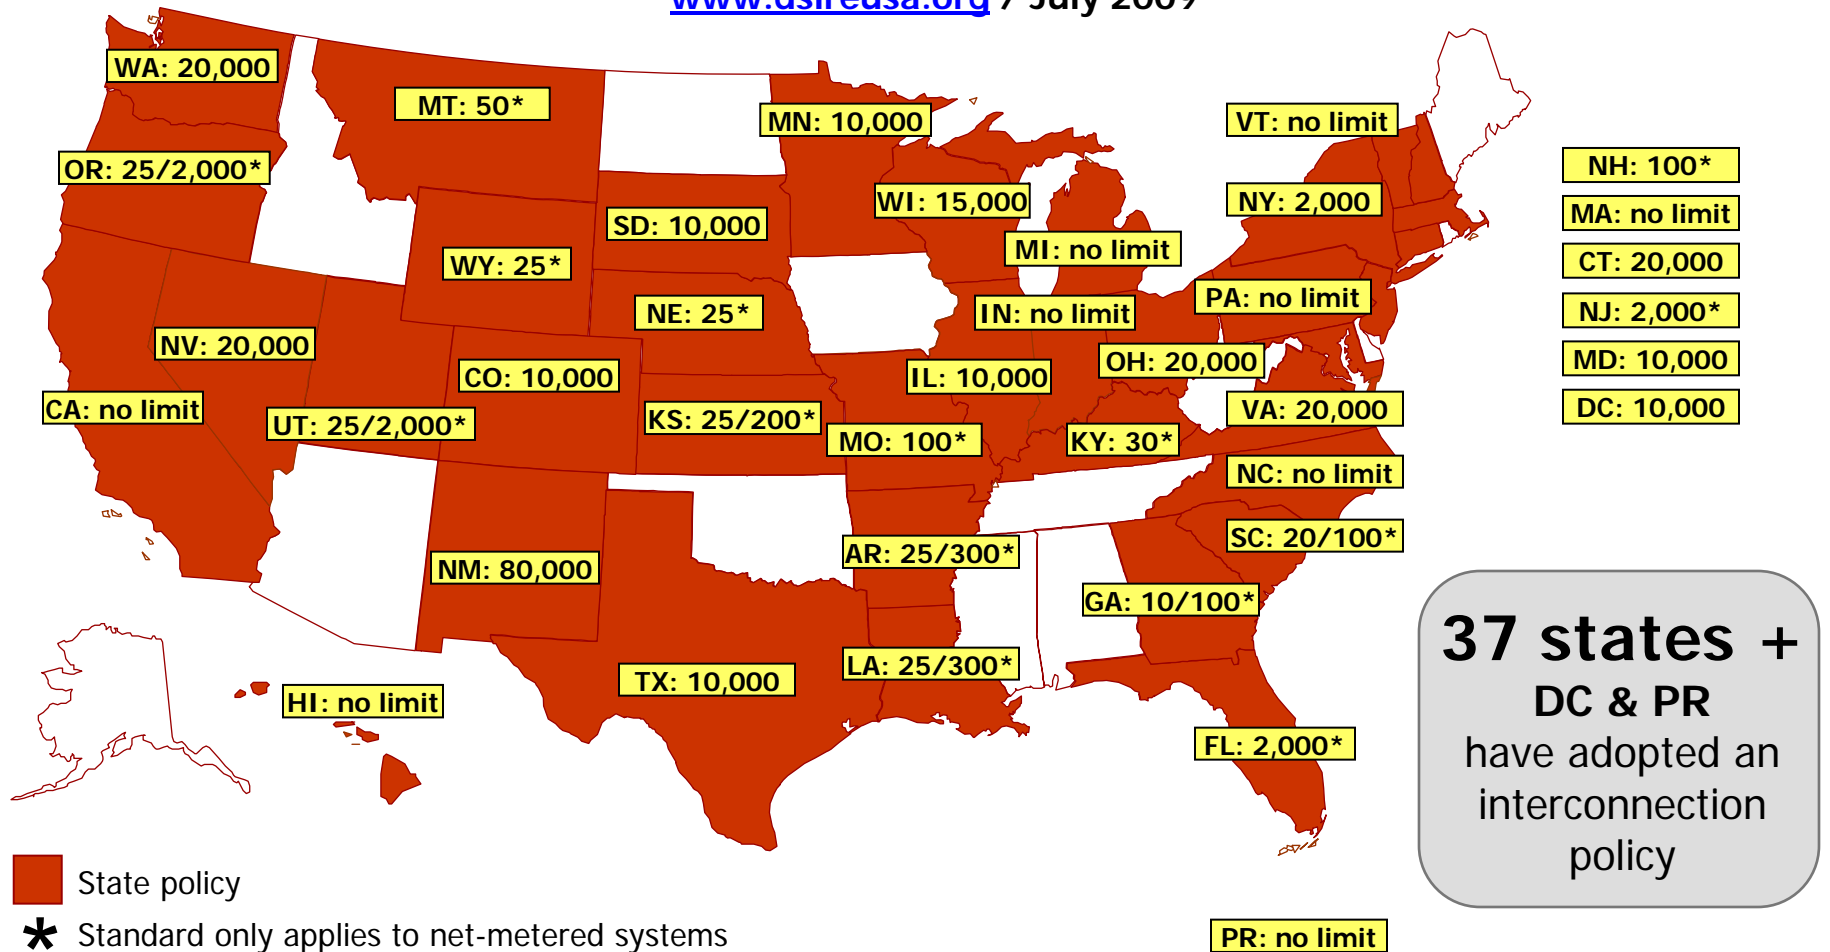 www.dsireusa.org / July 2009
WA: 20,000
MT: 50*
MN: 10,000
VT: no limit
OR: 25/2,000*
NH: 100*
WI: 15,000
NY: 2,000
MA: no limit
SD: 10,000
MI: no limit
WY: 25*
CT: 20,000
PA: no limit
NE: 25*
IN: no limit
NJ: 2,000*
NV: 20,000
OH: 20,000
MD: 10,000
CO: 10,000
IL: 10,000
CA: no limit
VA: 20,000
DC: 10,000
UT: 25/2,000*
KS: 25/200*
MO: 100*
KY: 30*
NC: no limit
SC: 20/100*
AR: 25/300*
NM: 80,000
GA: 10/100*
LA: 25/300*
TX: 10,000
HI: no limit
FL: 2,000*
37 states +
DC & PR
have adopted an
interconnection
policy
State policy
* Standard only applies to net-metered systems
PR: no limit